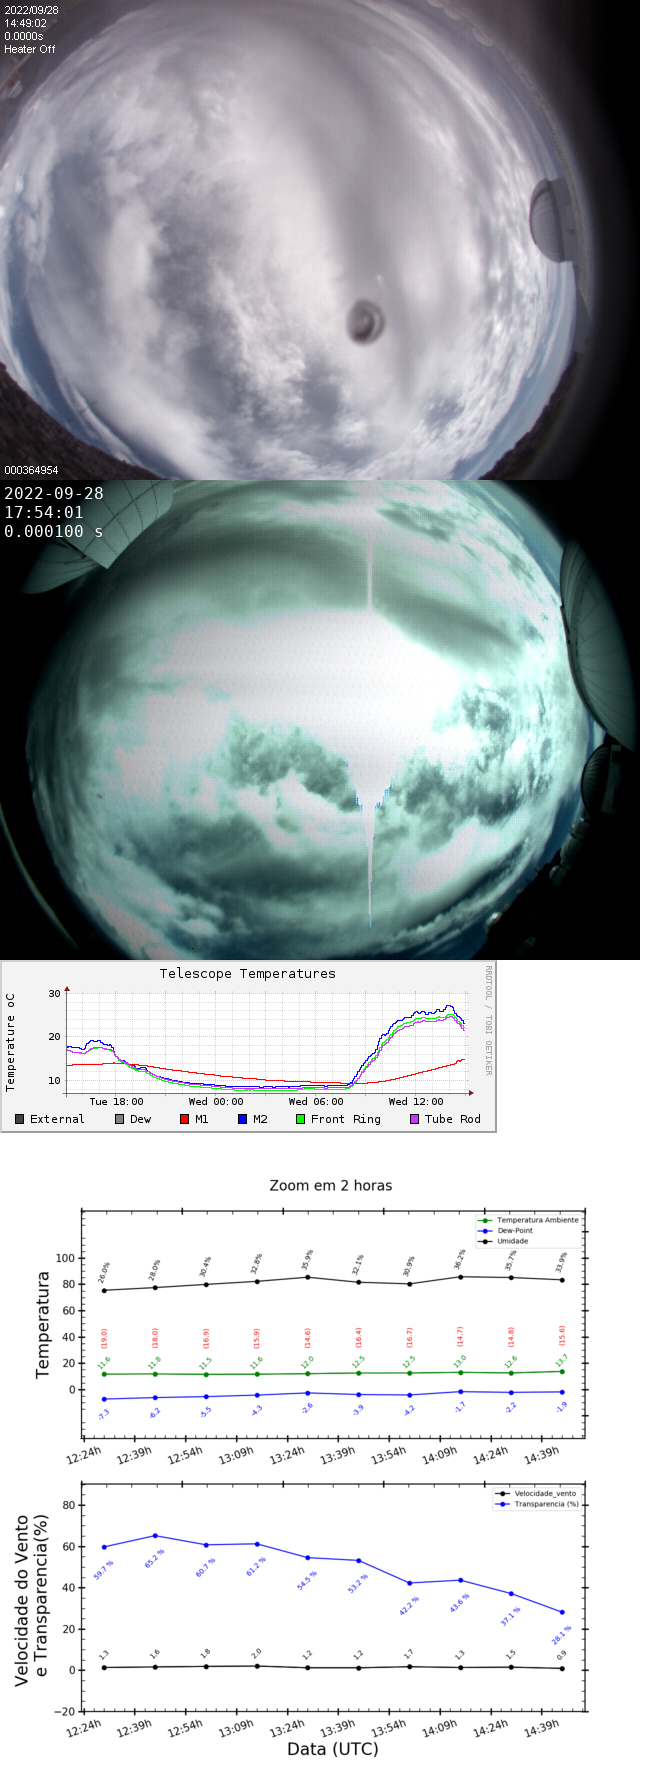 2022/09/28
14:49:02
0.0000s
Heater Off
000364954
2022-09-28
17:54:01
0.000100 s
Telescope Temperatures
RRDTOOL / TOBI OETIKER
Temperature oC
30
20
10
Tue 18:00 Wed 00:00 Wed 06:00 Wed 12:00
External Dew M1 M2 Front Ring Tube Rod
Zoom em 2 horas
Temperatura Ambiente
Dew-Point
Umidade
Temperatura
100
80
60
40
20
0
26.0% 28.0% 30.4% 32.8% 35.9% 32.1% 30.9% 36.2% 35.7% 33.9%
(19.0) (18.0) (16.9) (15.9) (14.6) (16.4) (16.7) (14.7) (14.8) (15.6)
11.6 11.8 11.5 11.6 12.0 12.5 12.5 13.0 12.6 13.7
-7.3 -6.2 -5.5 -4.3 -2.6 -3.9 -4.2 -1.7 -2.2 -1.9
12:24h 12:39h 12:54h 13:09h 13:24h 13:39h 13:54h 14:09h 14:24h 14:39h
Velocidade_vento
Transparencia (%)
Velocidade do Vento
e Transparencia(%)
80
60
40
20
0
−20
59.7 % 65.2 % 60.7 % 61.2 % 54.5 % 53.2 % 42.2 % 43.6 % 37.1 % 28.1 %
1.3 1.6 1.8 2.0 1.2 1.2 1.7 1.3 1.5 0.9
12:24h 12:39h 12:54h 13:09h 13:24h 13:39h 13:54h 14:09h 14:24h 14:39h
Data (UTC)